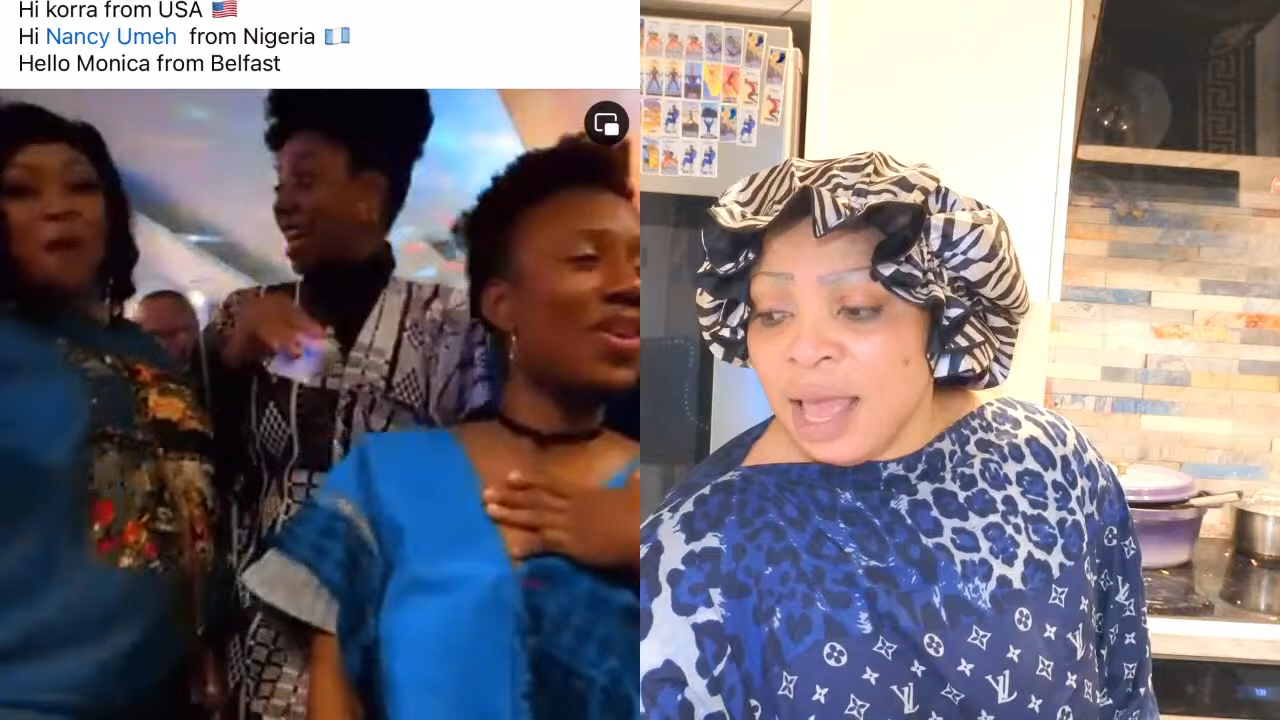 Hi korra from USA 🇺🇸
Hi Nancy Umeh from Nigeria 🇬🇹
Hello Monica from Belfast